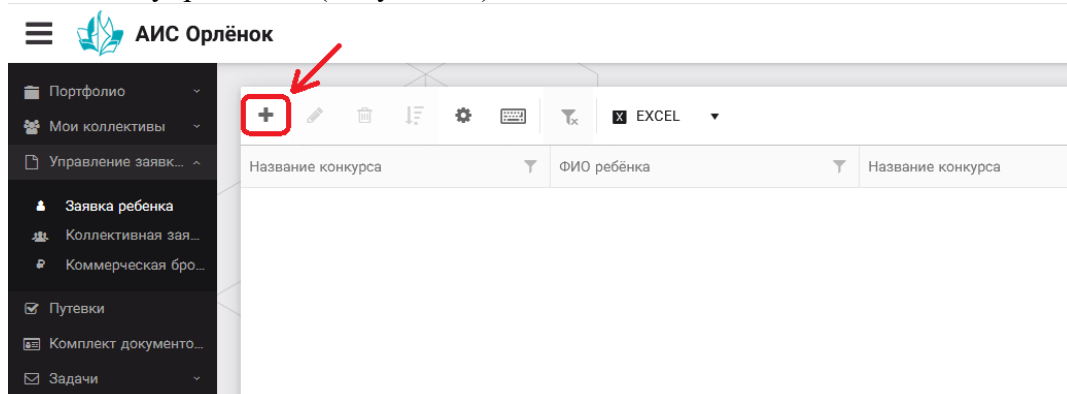 АИС Орлёнок
Портфолио
Мои коллективы
Управление заявк...
Заявка ребенка
Коллективная зая...
Коммерческая бро...
Путевки
Комплект документо...
Задачи
EXCEL
Название конкурса
ФИО ребёнка
Название конкурса